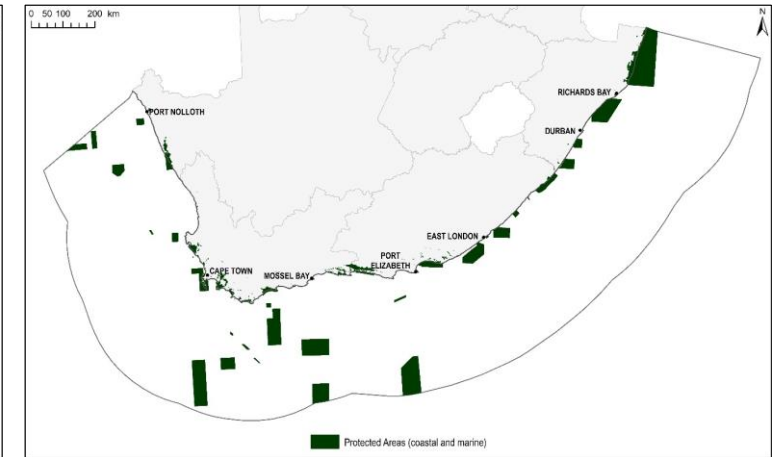 0 50 100 200 km
N
PORT NOLLOTH
RICHARDS BAY
DURBAN
EAST LONDON
PORT
ELIZABETH
CAPE TOWN
MOSSEL BAY
Protected Areas (coastal and marine)